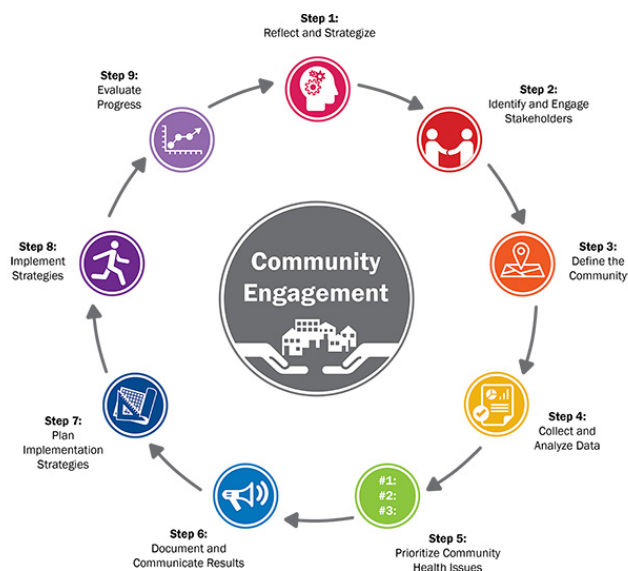 Step 1:
Reflect and Strategize
Step 2:
Identify and Engage
Stakeholders
Step 3:
Define the
Community
Step 4:
Collect and
Analyze Data
Step 5:
Prioritize Community
Health Issues
#1:
#2:
#3:
Step 6:
Document and
Communicate Results
Step 7:
Plan
Implementation
Strategies
Step 8:
Implement
Strategies
Step 9:
Evaluate
Progress
Community
Engagement